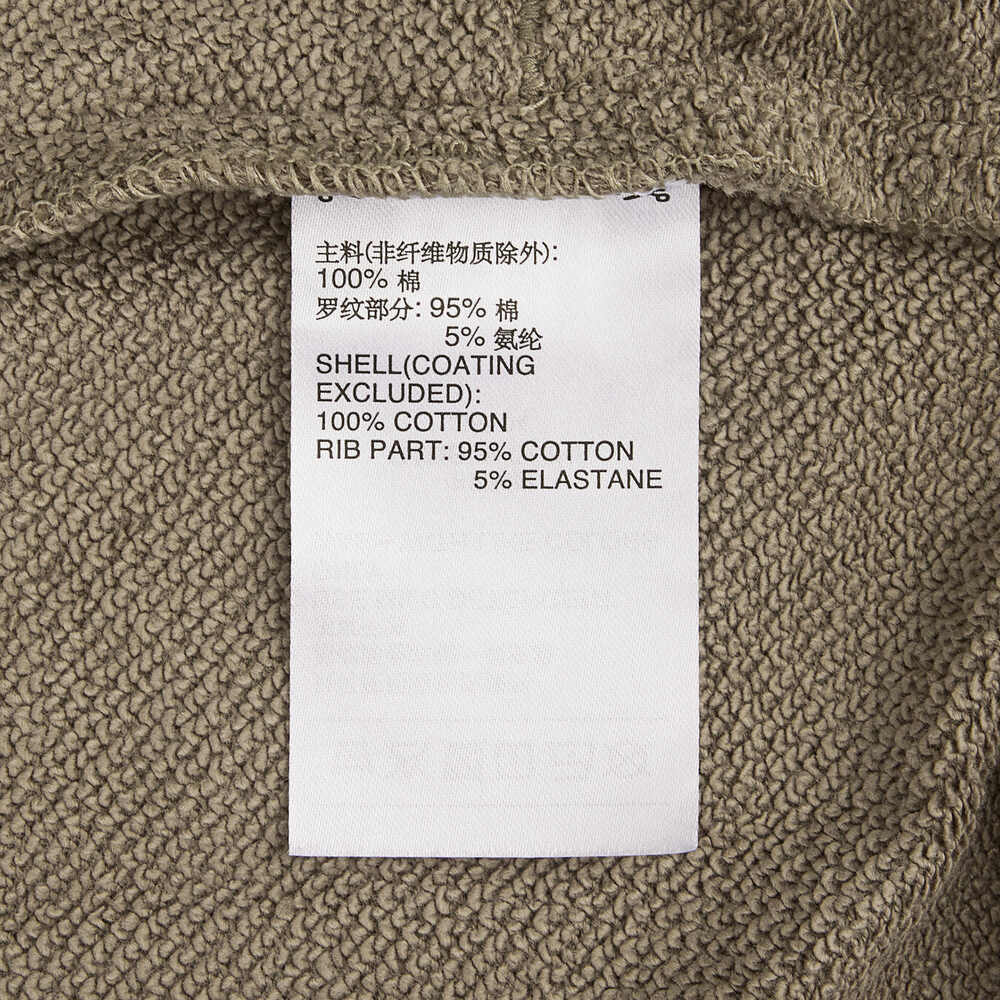 主料(非纤维物质除外):
100% 棉
罗纹部分: 95% 棉
5% 氨纶
SHELL(COATING
EXCLUDED):
100% COTTON
RIB PART: 95% COTTON
5% ELASTANE